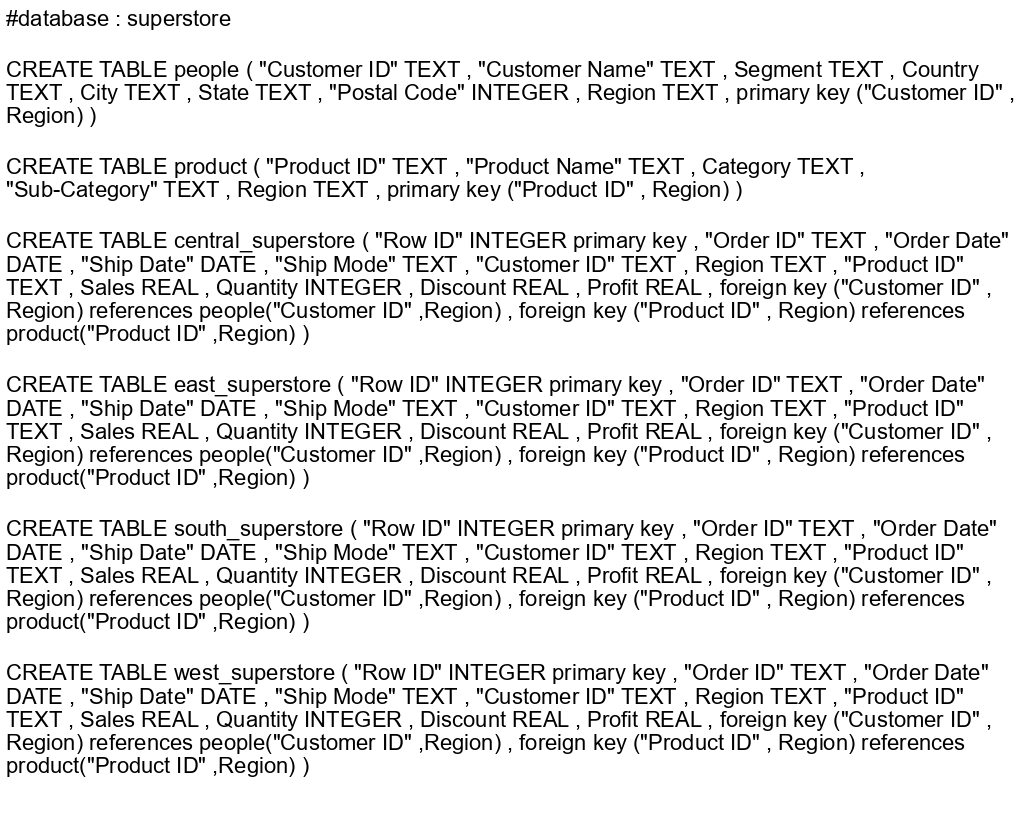 #database : superstore
CREATE TABLE people ( "Customer ID" TEXT , "Customer Name" TEXT , Segment TEXT , Country
TEXT , City TEXT , State TEXT , "Postal Code" INTEGER , Region TEXT , primary key ("Customer ID" ,
Region) )
CREATE TABLE product ( "Product ID" TEXT , "Product Name" TEXT , Category TEXT ,
"Sub-Category" TEXT , Region TEXT , primary key ("Product ID" , Region) )
CREATE TABLE central_superstore ( "Row ID" INTEGER primary key , "Order ID" TEXT , "Order Date"
DATE , "Ship Date" DATE , "Ship Mode" TEXT , "Customer ID" TEXT , Region TEXT , "Product ID"
TEXT , Sales REAL , Quantity INTEGER , Discount REAL , Profit REAL , foreign key ("Customer ID" ,
Region) references people("Customer ID" ,Region) , foreign key ("Product ID" , Region) references
product("Product ID" ,Region) )
CREATE TABLE east_superstore ( "Row ID" INTEGER primary key , "Order ID" TEXT , "Order Date"
DATE , "Ship Date" DATE , "Ship Mode" TEXT , "Customer ID" TEXT , Region TEXT , "Product ID"
TEXT , Sales REAL , Quantity INTEGER , Discount REAL , Profit REAL , foreign key ("Customer ID" ,
Region) references people("Customer ID" ,Region) , foreign key ("Product ID" , Region) references
product("Product ID" ,Region) )
CREATE TABLE south_superstore ( "Row ID" INTEGER primary key , "Order ID" TEXT , "Order Date"
DATE , "Ship Date" DATE , "Ship Mode" TEXT , "Customer ID" TEXT , Region TEXT , "Product ID"
TEXT , Sales REAL , Quantity INTEGER , Discount REAL , Profit REAL , foreign key ("Customer ID" ,
Region) references people("Customer ID" ,Region) , foreign key ("Product ID" , Region) references
product("Product ID" ,Region) )
CREATE TABLE west_superstore ( "Row ID" INTEGER primary key , "Order ID" TEXT , "Order Date"
DATE , "Ship Date" DATE , "Ship Mode" TEXT , "Customer ID" TEXT , Region TEXT , "Product ID"
TEXT , Sales REAL , Quantity INTEGER , Discount REAL , Profit REAL , foreign key ("Customer ID" ,
Region) references people("Customer ID" ,Region) , foreign key ("Product ID" , Region) references
product("Product ID" ,Region) )